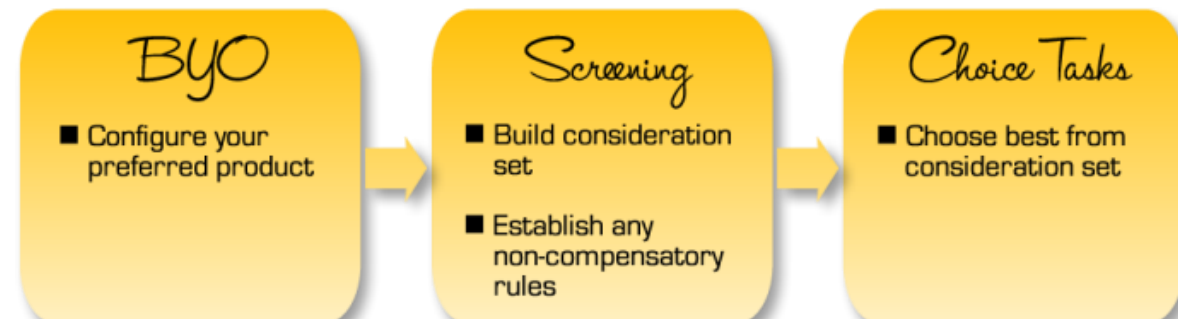 BYO
■ Configure your
preferred product
Screening
■ Build consideration
set
■ Establish any
non-compensatory
rules
Choice Tasks
■ Choose best from
consideration set